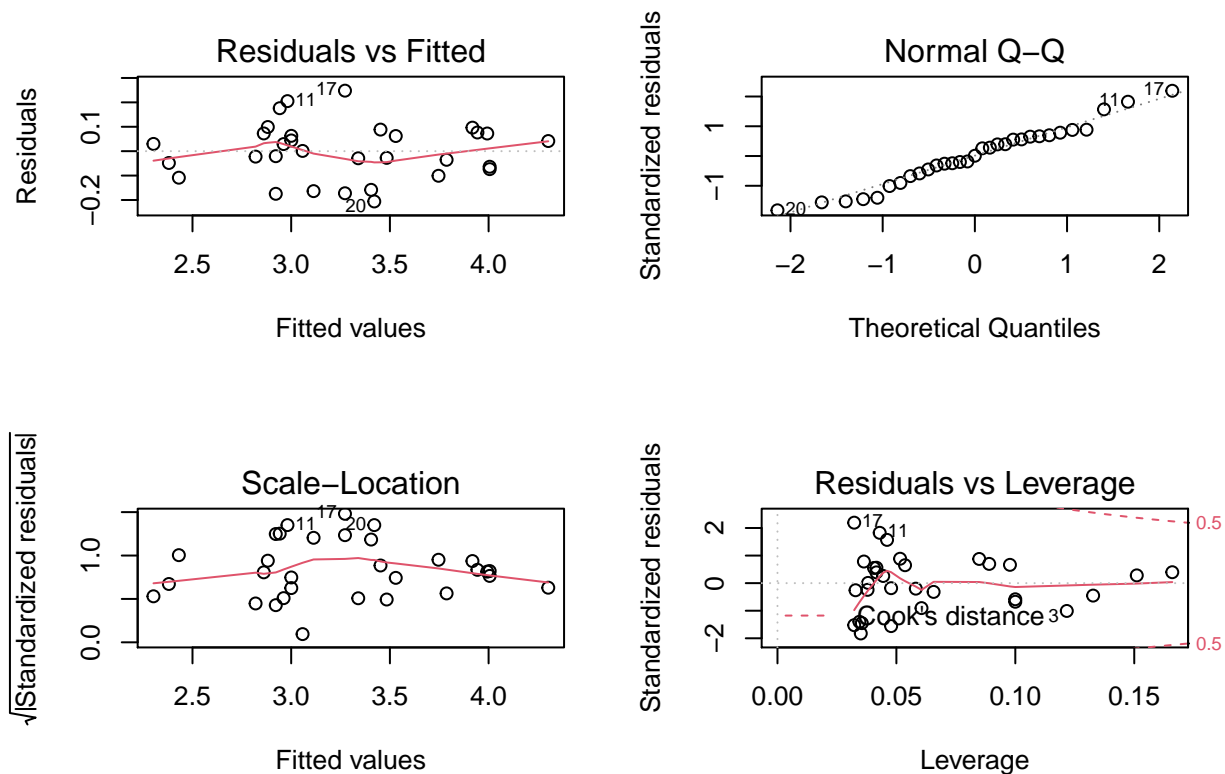 Residuals vs Fitted
Residuals
0.1
−0.2
17
11
20
2.5 3.0 3.5 4.0
Fitted values
Normal Q−Q
Standardized residuals
1
−1
17
11
20
−2 −1 0 1 2
Theoretical Quantiles
Scale−Location
√|Standardized residuals|
1.0
0.0
17
11 20
2.5 3.0 3.5 4.0
Fitted values
Residuals vs Leverage
Standardized residuals
2
0
−2
17
11
0.5
Cook's distance 3
0.5
0.00 0.05 0.10 0.15
Leverage